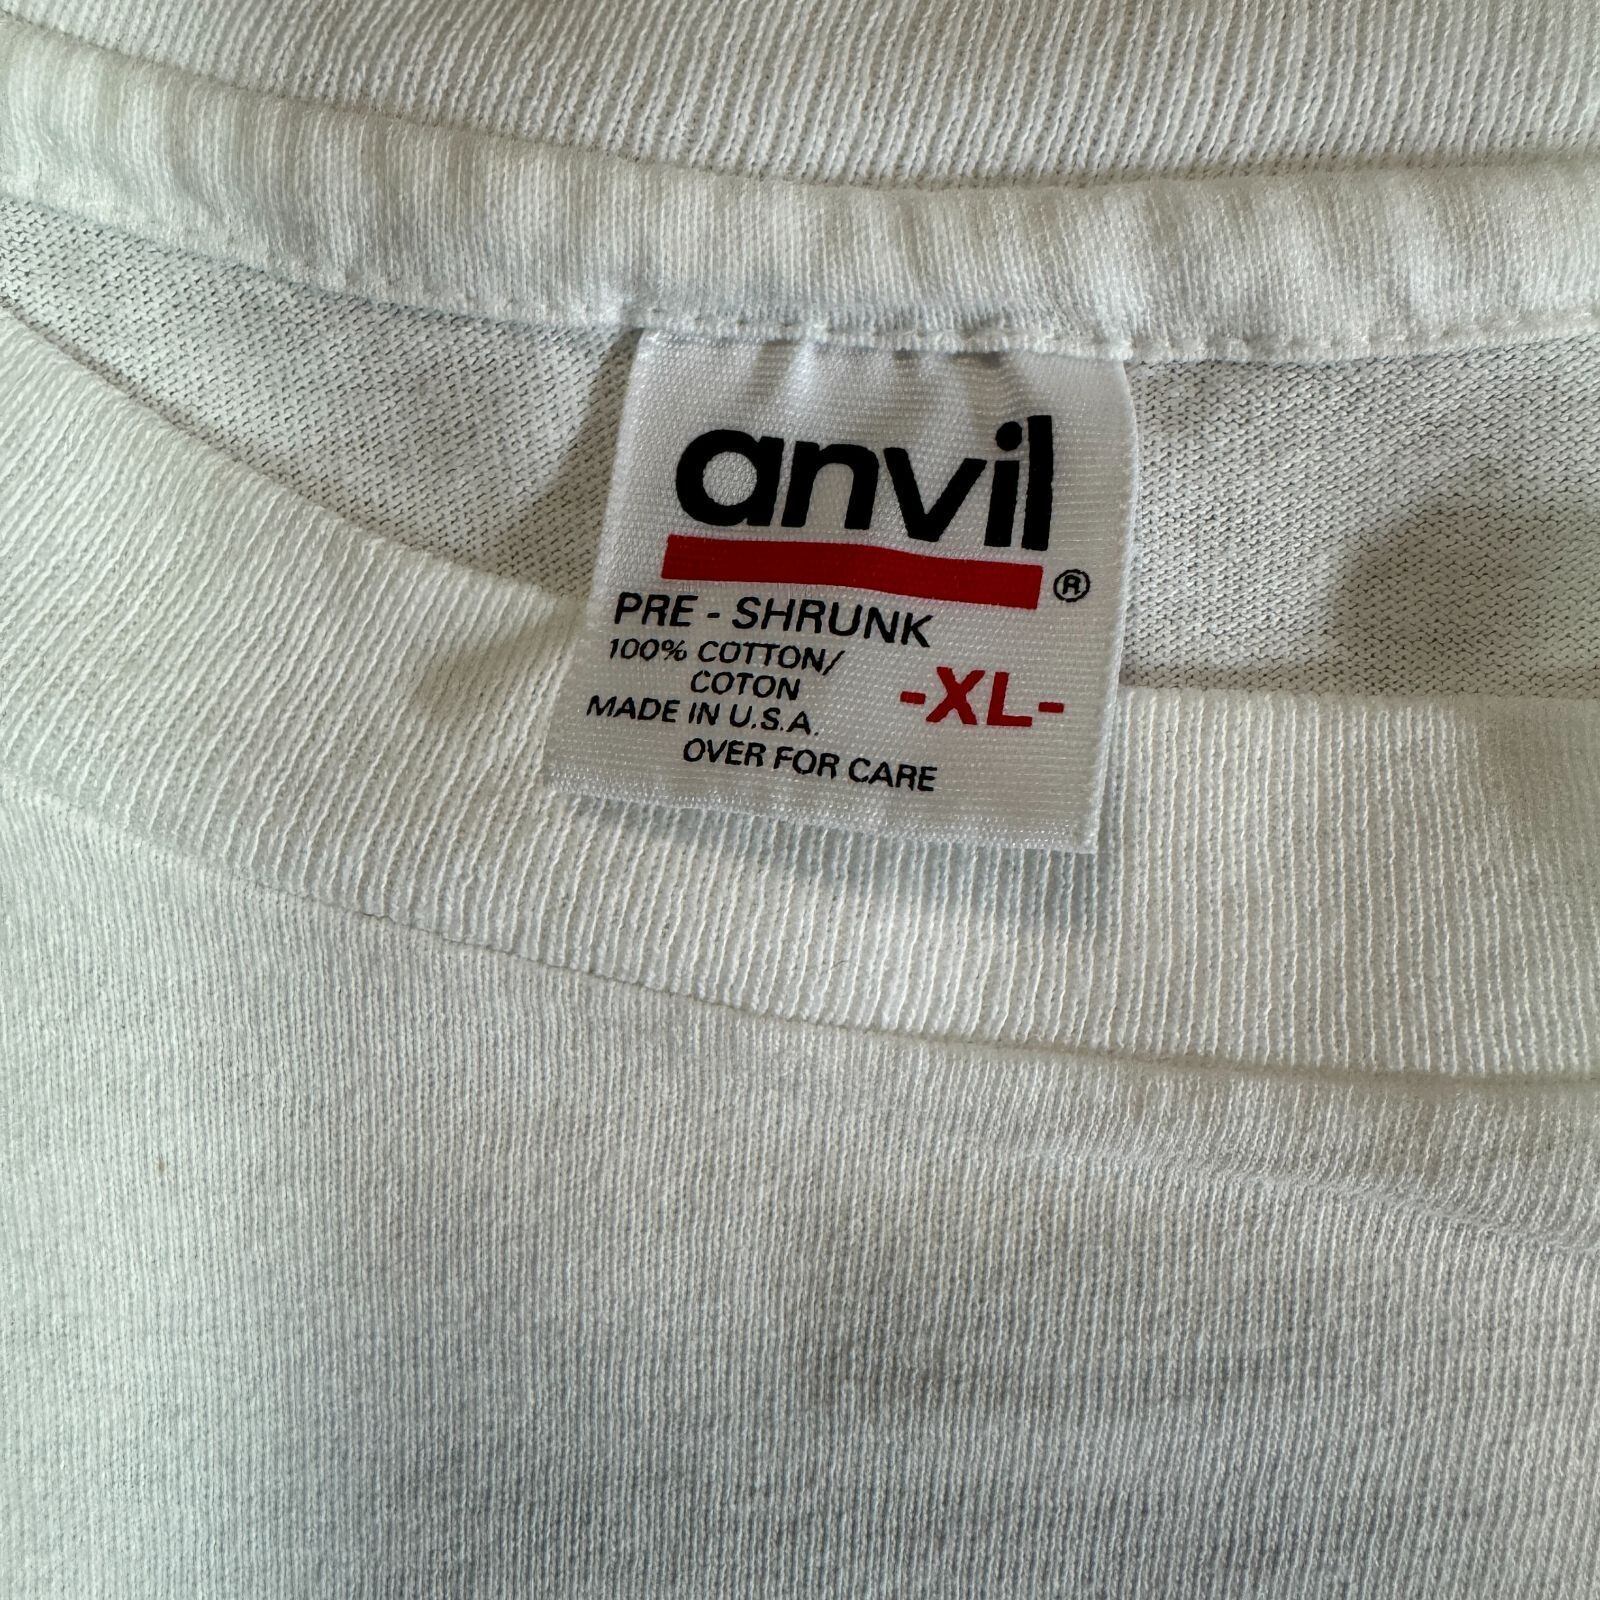 anvil®
PRE - SHRUNK
100% COTTON/
COTON
-XL-
MADE IN U.S.A.
OVER FOR CARE